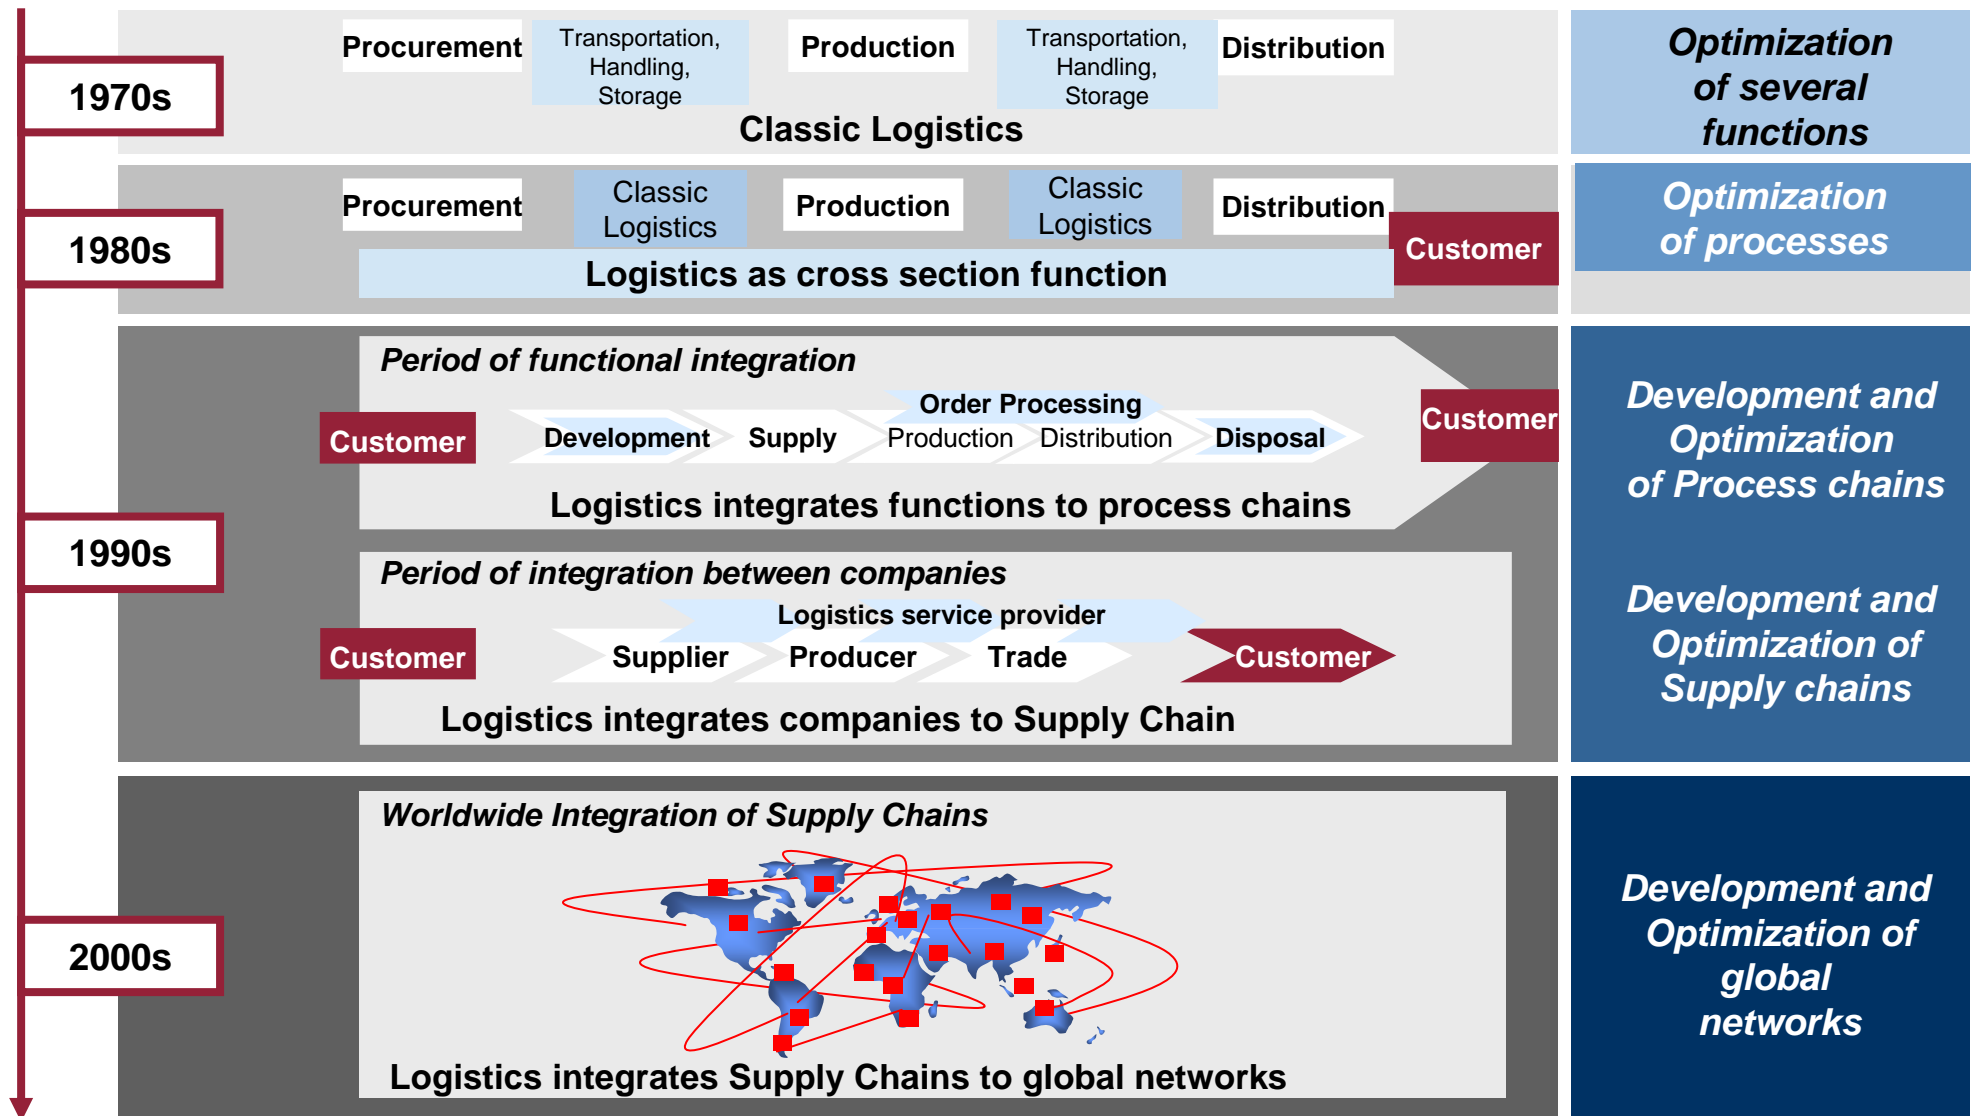 1970s
Procurement
Transportation,
Handling,
Storage
Production
Transportation,
Handling,
Storage
Distribution
Classic Logistics
Optimization
of several
functions
1980s
Procurement
Classic
Logistics
Production
Classic
Logistics
Distribution
Customer
Logistics as cross section function
Optimization
of processes
1990s
Period of functional integration
Customer
Order Processing
Development
Supply
Production
Distribution
Disposal
Customer
Logistics integrates functions to process chains
Development and
Optimization
of Process chains
Period of integration between companies
Logistics service provider
Customer
Supplier
Producer
Trade
Customer
Logistics integrates companies to Supply Chain
Development and
Optimization of
Supply chains
2000s
Worldwide Integration of Supply Chains
Logistics integrates Supply Chains to global networks
Development and
Optimization of
global
networks